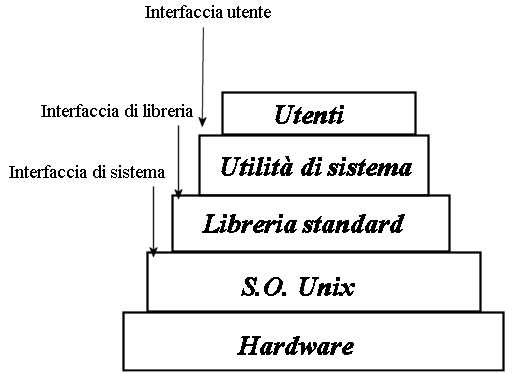 Interfaccia utente
Utenti
Interfaccia di libreria
Utilità di sistema
Interfaccia di sistema
Libreria standard
S.O. Unix
Hardware